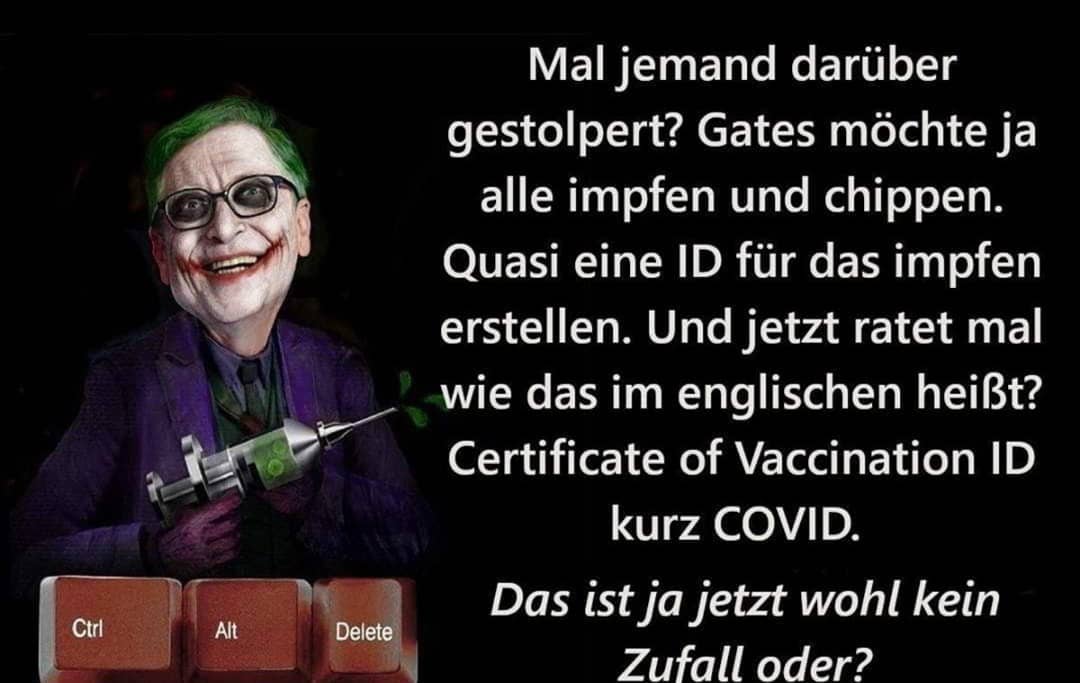 Mal jemand darüber
gestolpert? Gates möchte ja
alle impfen und chippen.
Quasi eine ID für das impfen
erstellen. Und jetzt ratet mal
wie das im englischen heißt?
Certificate of Vaccination ID
kurz COVID.
Das ist ja jetzt wohl kein
Zufall oder?
Ctrl Alt Delete